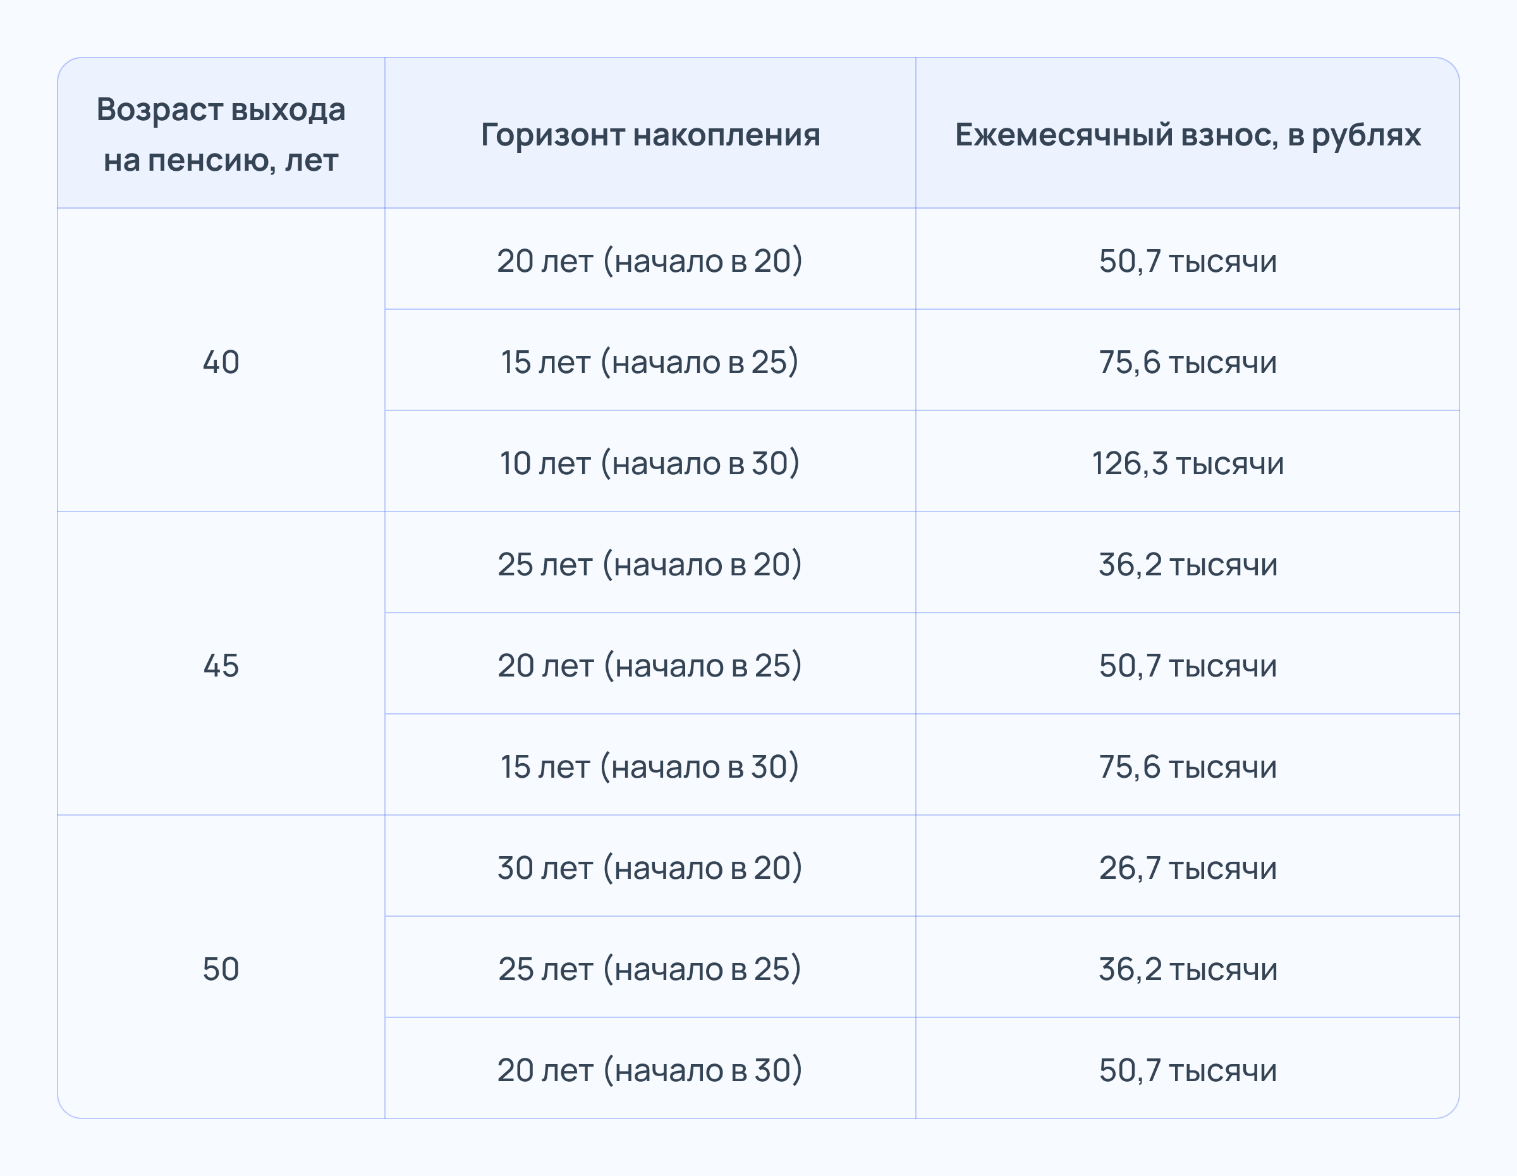 Возраст выхода
на пенсию, лет
Горизонт накопления
Ежемесячный взнос, в рублях
40
20 лет (начало в 20)
50,7 тысячи
15 лет (начало в 25)
75,6 тысячи
10 лет (начало в 30)
126,3 тысячи
45
25 лет (начало в 20)
36,2 тысячи
20 лет (начало в 25)
50,7 тысячи
15 лет (начало в 30)
75,6 тысячи
50
30 лет (начало в 20)
26,7 тысячи
25 лет (начало в 25)
36,2 тысячи
20 лет (начало в 30)
50,7 тысячи